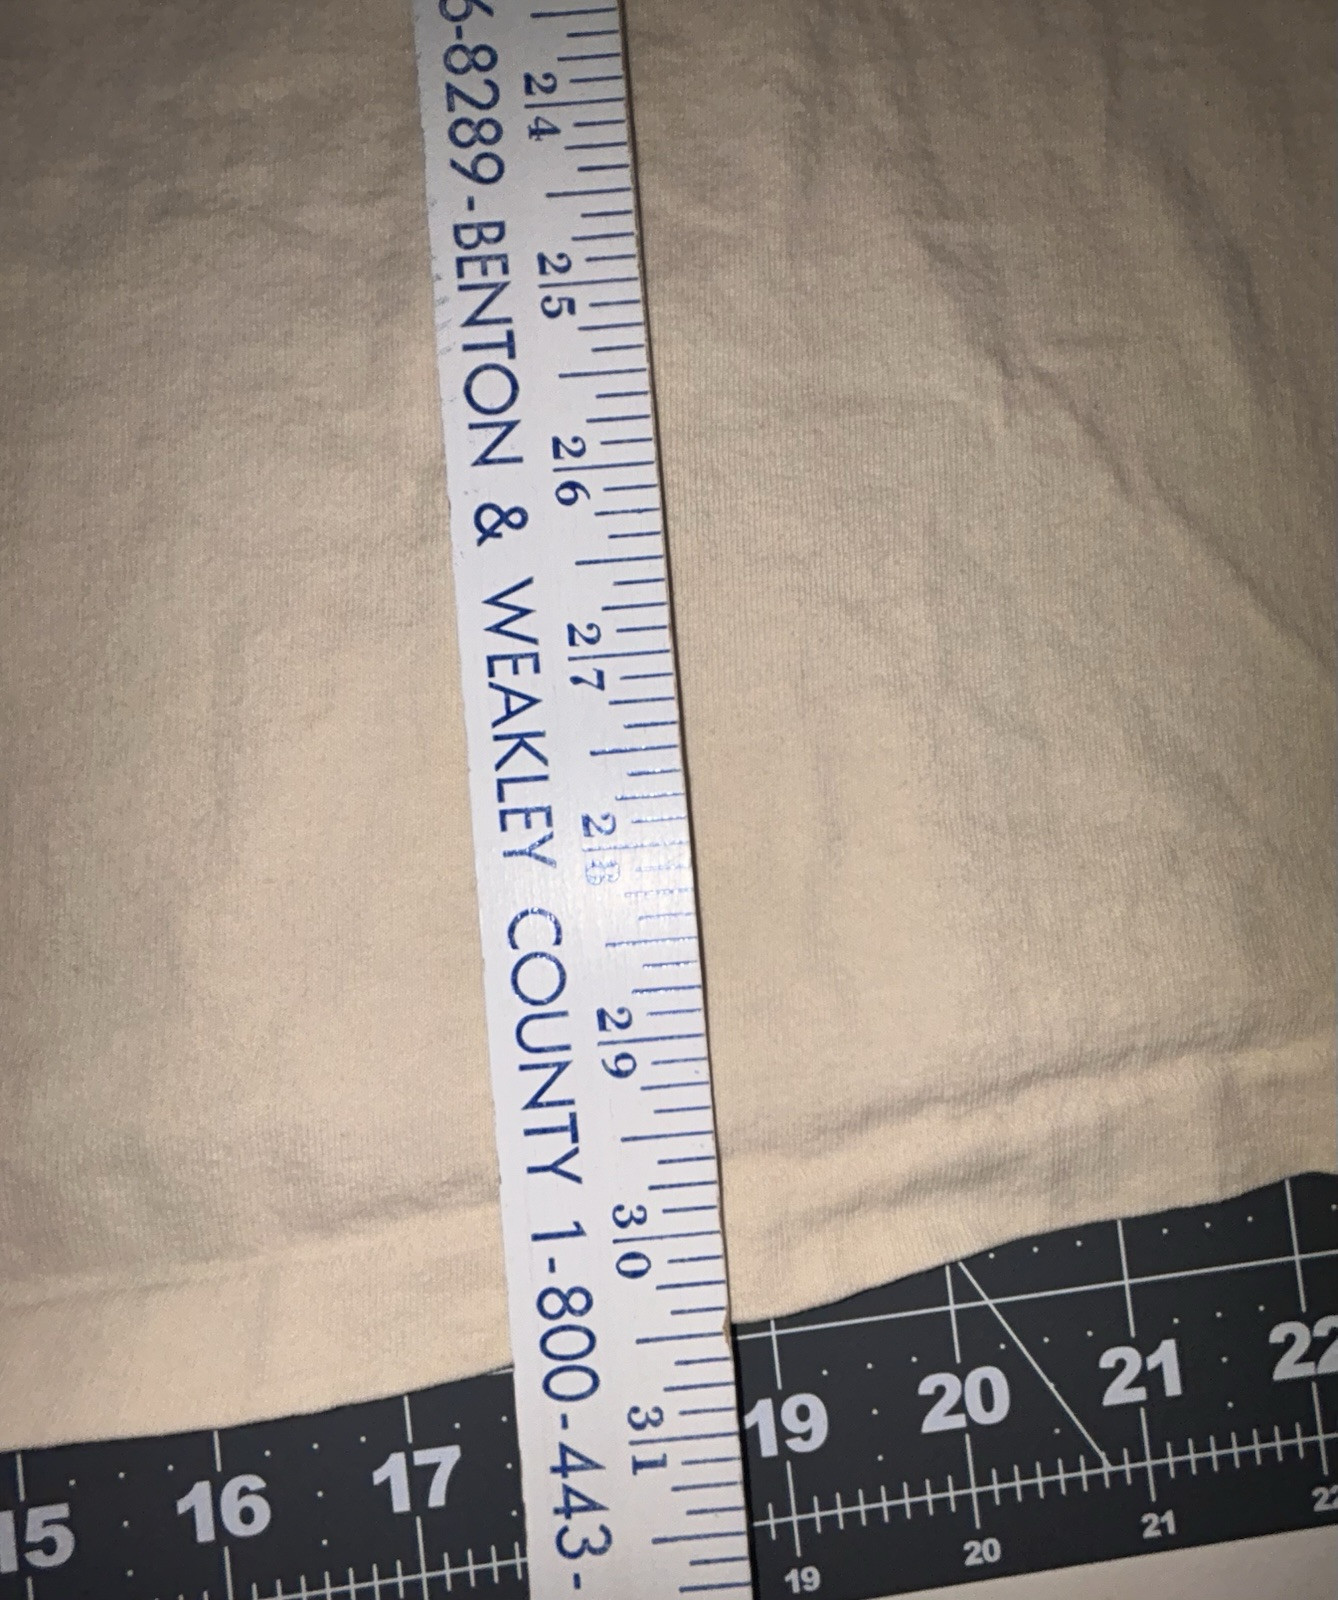 6-8289-BENTON & WEAKLEY COUNTY 1-800-443-
24 25 26 27 28 29 30 31
15 16 17 19 20 21 22
19 20 21 22